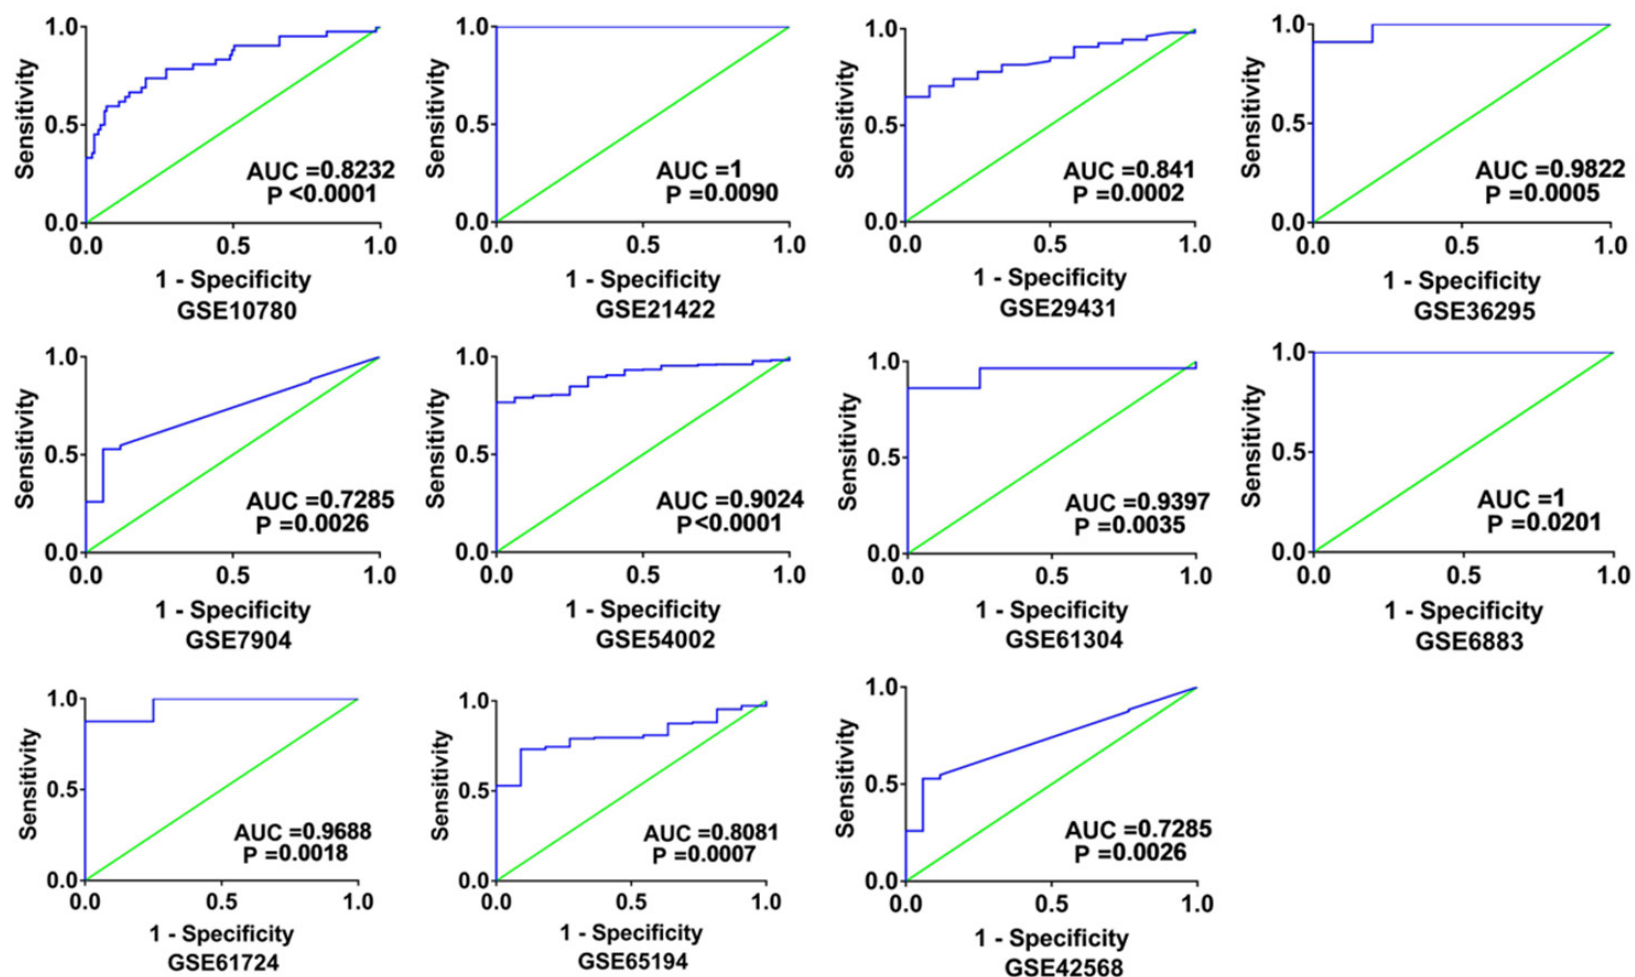 1.0
0.5
0.0
Sensitivity
AUC =0.8232
P <0.0001
0.0 0.5 1.0
1 - Specificity
GSE10780
1.0
0.5
0.0
Sensitivity
AUC =1
P =0.0090
0.0 0.5 1.0
1 - Specificity
GSE21422
1.0
0.5
0.0
Sensitivity
AUC =0.841
P =0.0002
0.0 0.5 1.0
1 - Specificity
GSE29431
1.0
0.5
0.0
Sensitivity
AUC =0.9822
P =0.0005
0.0 0.5 1.0
1 - Specificity
GSE36295
1.0
0.5
0.0
Sensitivity
AUC =0.7285
P =0.0026
0.0 0.5 1.0
1 - Specificity
GSE7904
1.0
0.5
0.0
Sensitivity
AUC =0.9024
P<0.0001
0.0 0.5 1.0
1 - Specificity
GSE54002
1.0
0.5
0.0
Sensitivity
AUC =0.9397
P =0.0035
0.0 0.5 1.0
1 - Specificity
GSE61304
1.0
0.5
0.0
Sensitivity
AUC =1
P =0.0201
0.0 0.5 1.0
1 - Specificity
GSE6883
1.0
0.5
0.0
Sensitivity
AUC =0.9688
P =0.0018
0.0 0.5 1.0
1 - Specificity
GSE61724
1.0
0.5
0.0
Sensitivity
AUC =0.8081
P =0.0007
0.0 0.5 1.0
1 - Specificity
GSE65194
1.0
0.5
0.0
Sensitivity
AUC =0.7285
P =0.0026
0.0 0.5 1.0
1 - Specificity
GSE42568